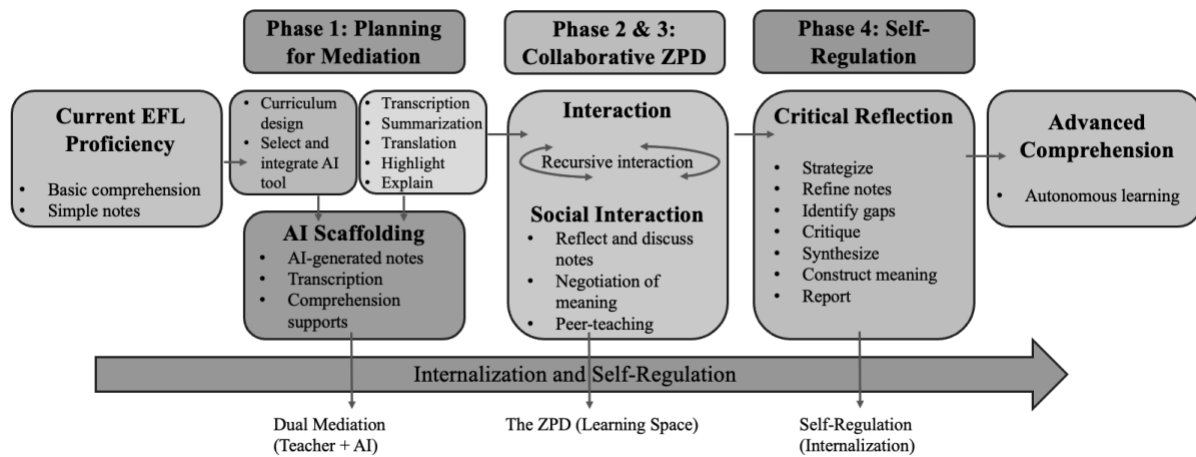 Phase 1: Planning
for Mediation
Phase 2 & 3:
Collaborative ZPD
Phase 4: Self-
Regulation
Current EFL
Proficiency
• Basic comprehension
• Simple notes
• Curriculum
design
• Select and
integrate AI
tool
• Transcription
• Summarization
• Translation
• Highlight
• Explain
AI Scaffolding
• AI-generated notes
• Transcription
• Comprehension
supports
Interaction
Recursive interaction
Social Interaction
• Reflect and discuss
notes
• Negotiation of
meaning
• Peer-teaching
Critical Reflection
• Strategize
• Refine notes
• Identify gaps
• Critique
• Synthesize
• Construct meaning
• Report
Advanced
Comprehension
• Autonomous learning
Internalization and Self-Regulation
Dual Mediation
(Teacher + AI)
The ZPD (Learning Space)
Self-Regulation
(Internalization)